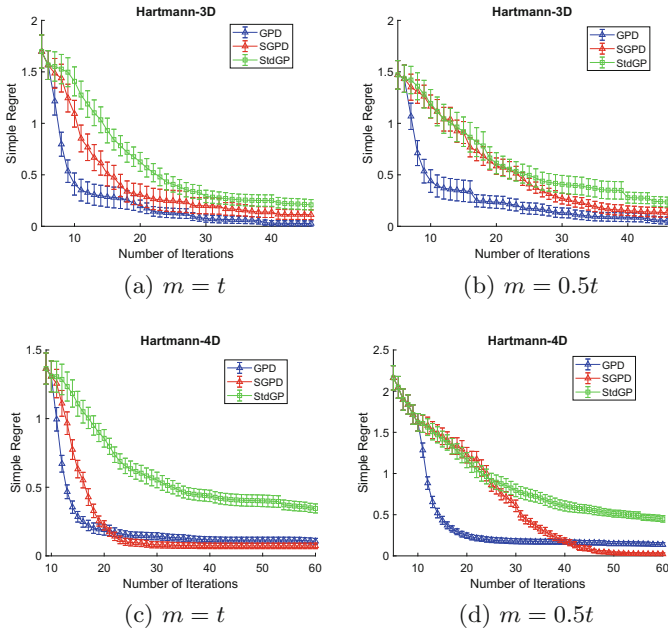 Hartmann-3D
2
1.5
1
0.5
0
Simple Regret
10 20 30 40
Number of Iterations
GPD
SGPD
StdGP
(a) m = t
Hartmann-3D
2.5
2
1.5
1
0.5
0
Simple Regret
10 20 30 40
Number of Iterations
GPD
SGPD
StdGP
(b) m = 0.5t
Hartmann-4D
1.5
1
0.5
0
Simple Regret
10 20 30 40 50 60
Number of Iterations
GPD
SGPD
StdGP
(c) m = t
Hartmann-4D
2.5
2
1.5
1
0.5
0
Simple Regret
10 20 30 40 50 60
Number of Iterations
GPD
SGPD
StdGP
(d) m = 0.5t